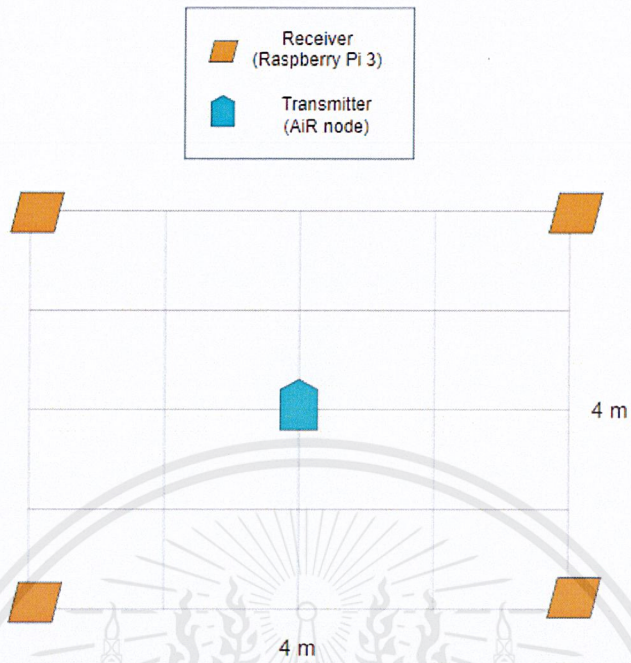 Receiver
(Raspberry Pi 3)
Transmitter
(AiR node)
4 m
4 m